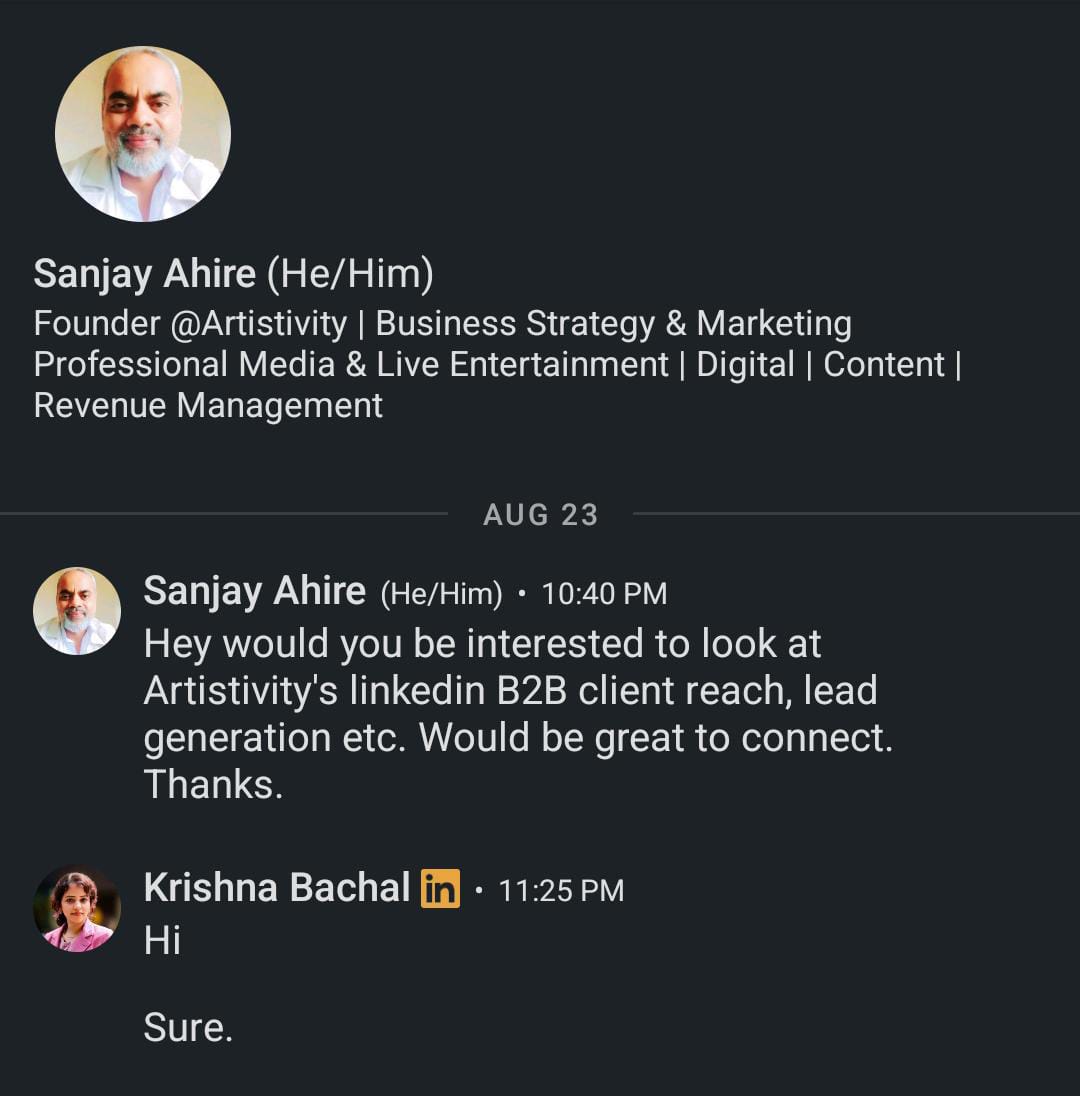 Sanjay Ahire (He/Him)
Founder @Artistivity | Business Strategy & Marketing
Professional Media & Live Entertainment | Digital | Content |
Revenue Management
AUG 23
Sanjay Ahire (He/Him) • 10:40 PM
Hey would you be interested to look at
Artistivity's linkedin B2B client reach, lead
generation etc. Would be great to connect.
Thanks.
Krishna Bachal in • 11:25 PM
Hi
Sure.